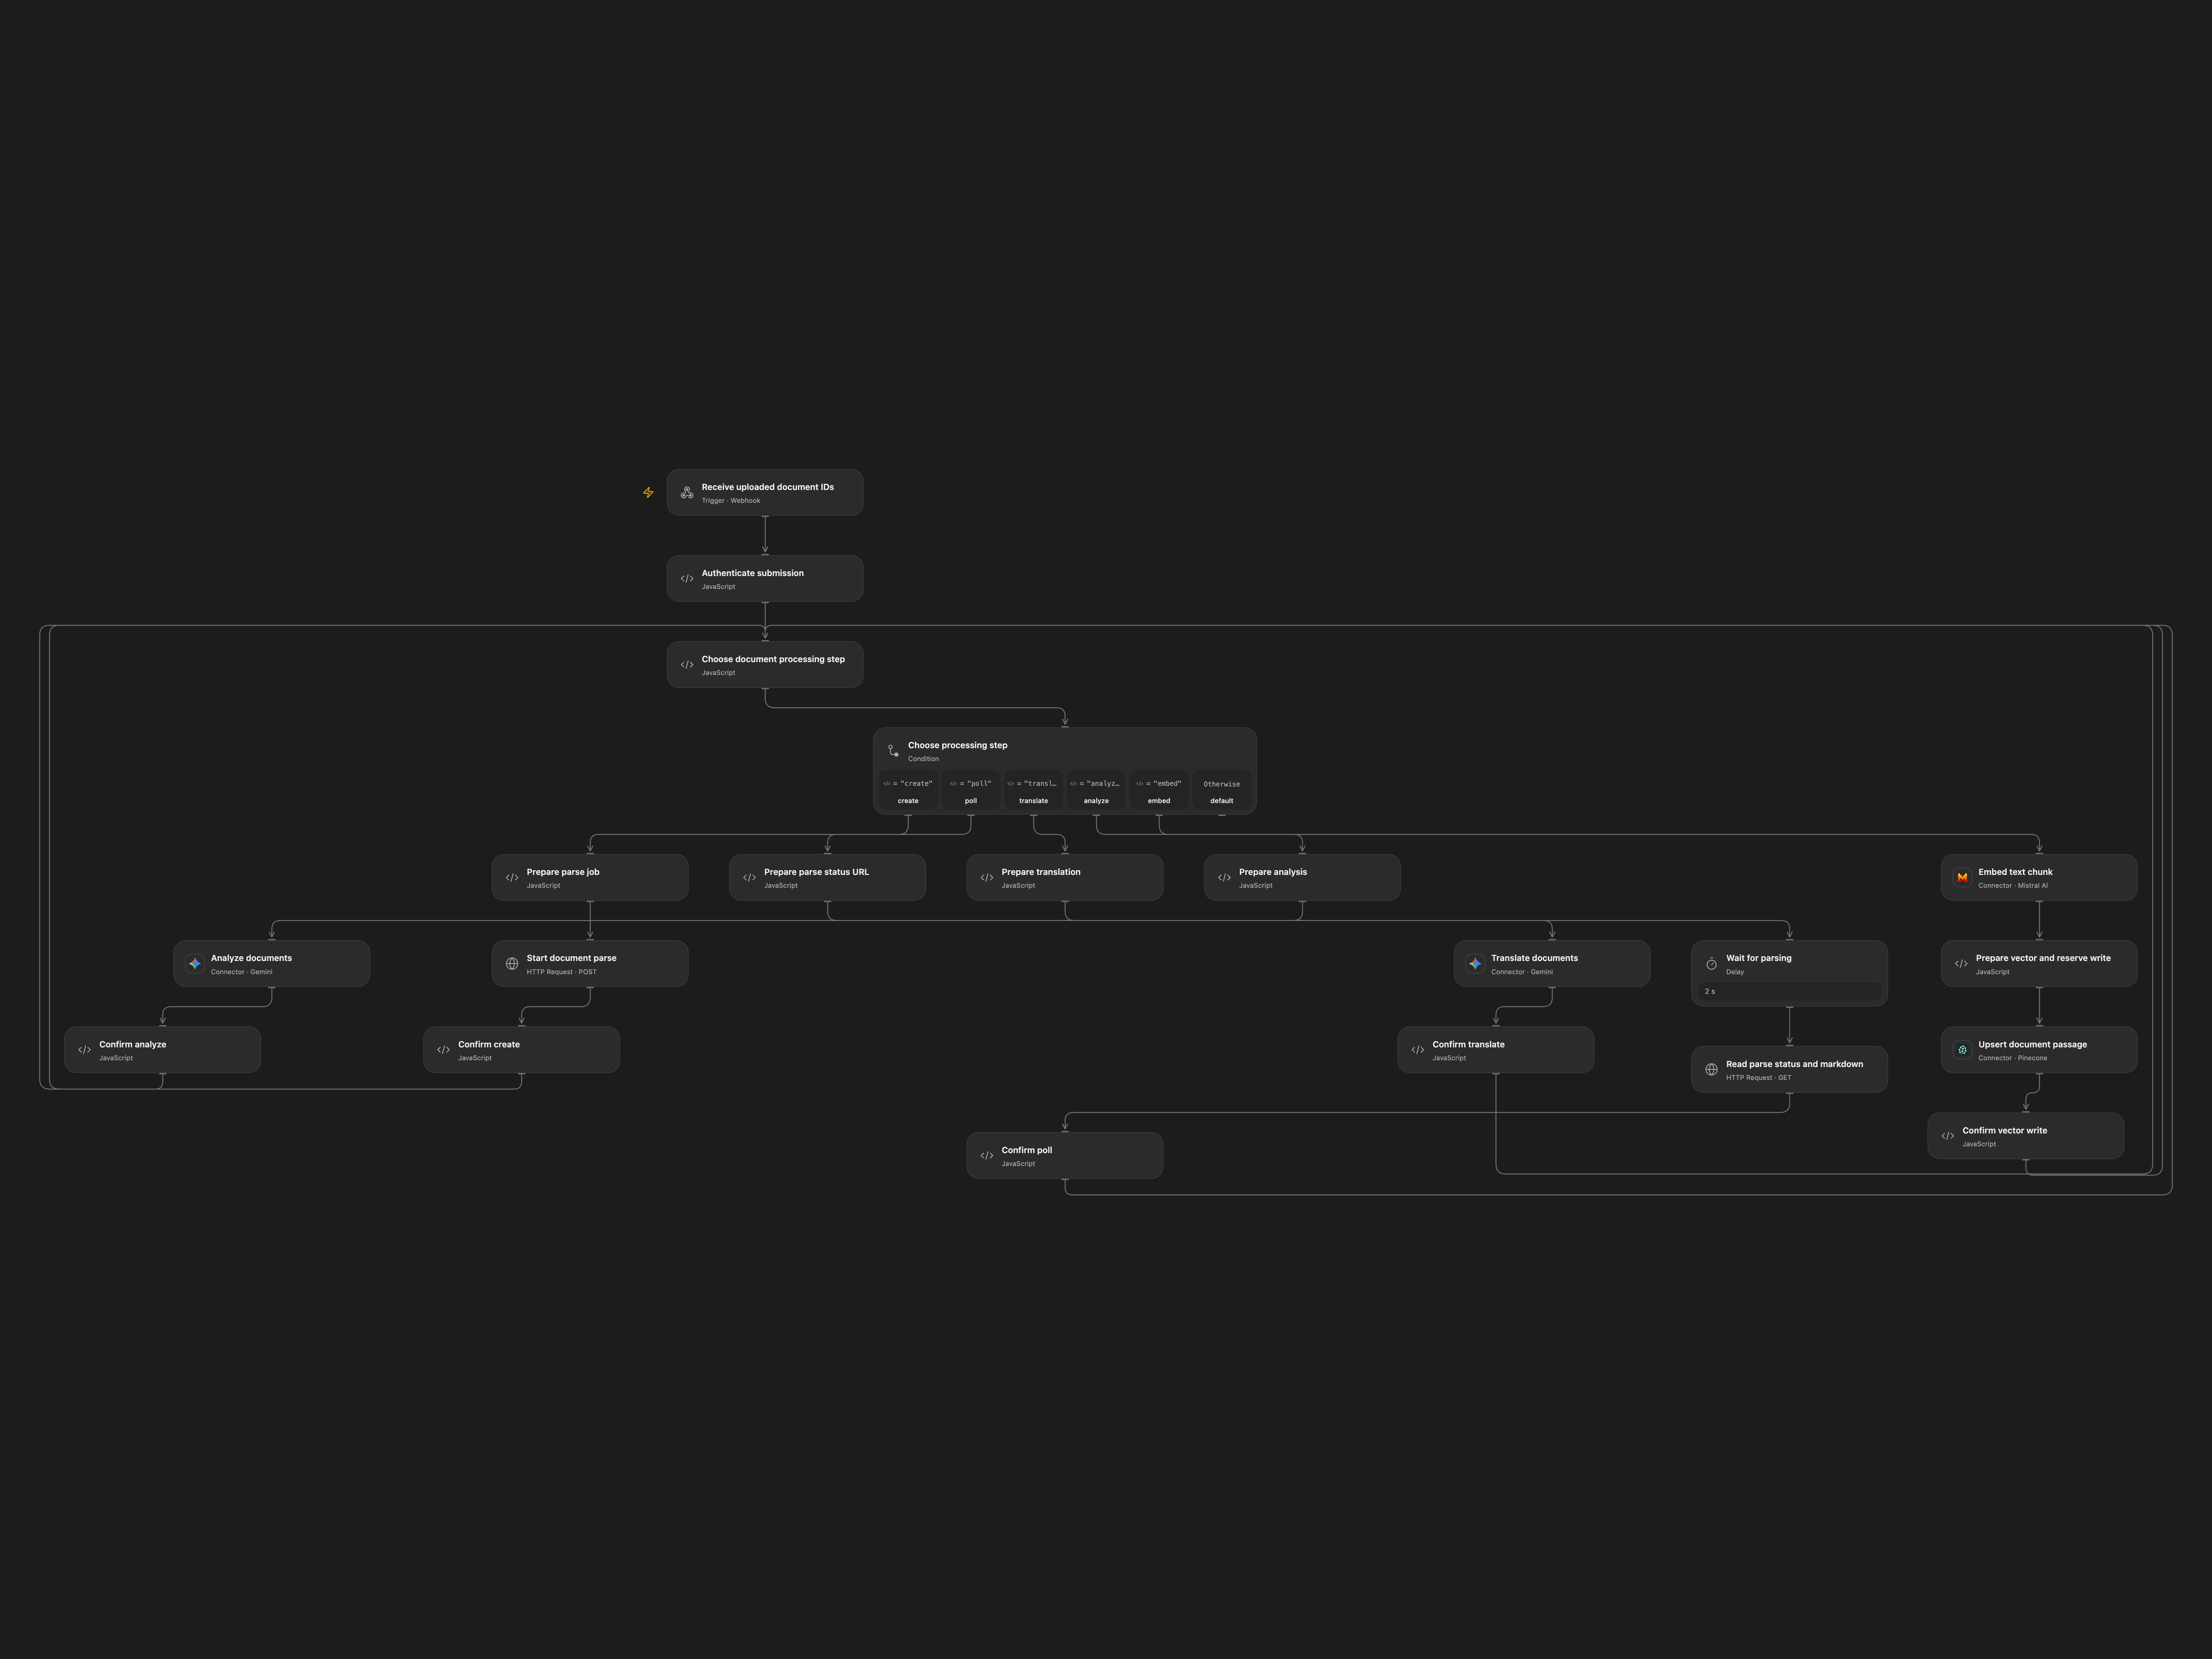 Receive uploaded document IDs
Trigger · Webhook
Authenticate submission
JavaScript
Choose document processing step
JavaScript
Choose processing step
Condition
= "create"
create
= "poll"
poll
= "transl…
translate
= "analyz…
analyze
= "embed"
embed
Otherwise
default
Prepare parse job
JavaScript
Prepare parse status URL
JavaScript
Prepare translation
JavaScript
Prepare analysis
JavaScript
Embed text chunk
Connector · Mistral AI
Analyze documents
Connector · Gemini
Start document parse
HTTP Request · POST
Translate documents
Connector · Gemini
Wait for parsing
Delay
2 s
Prepare vector and reserve write
JavaScript
Confirm analyze
JavaScript
Confirm create
JavaScript
Confirm translate
JavaScript
Read parse status and markdown
HTTP Request · GET
Upsert document passage
Connector · Pinecone
Confirm poll
JavaScript
Confirm vector write
JavaScript